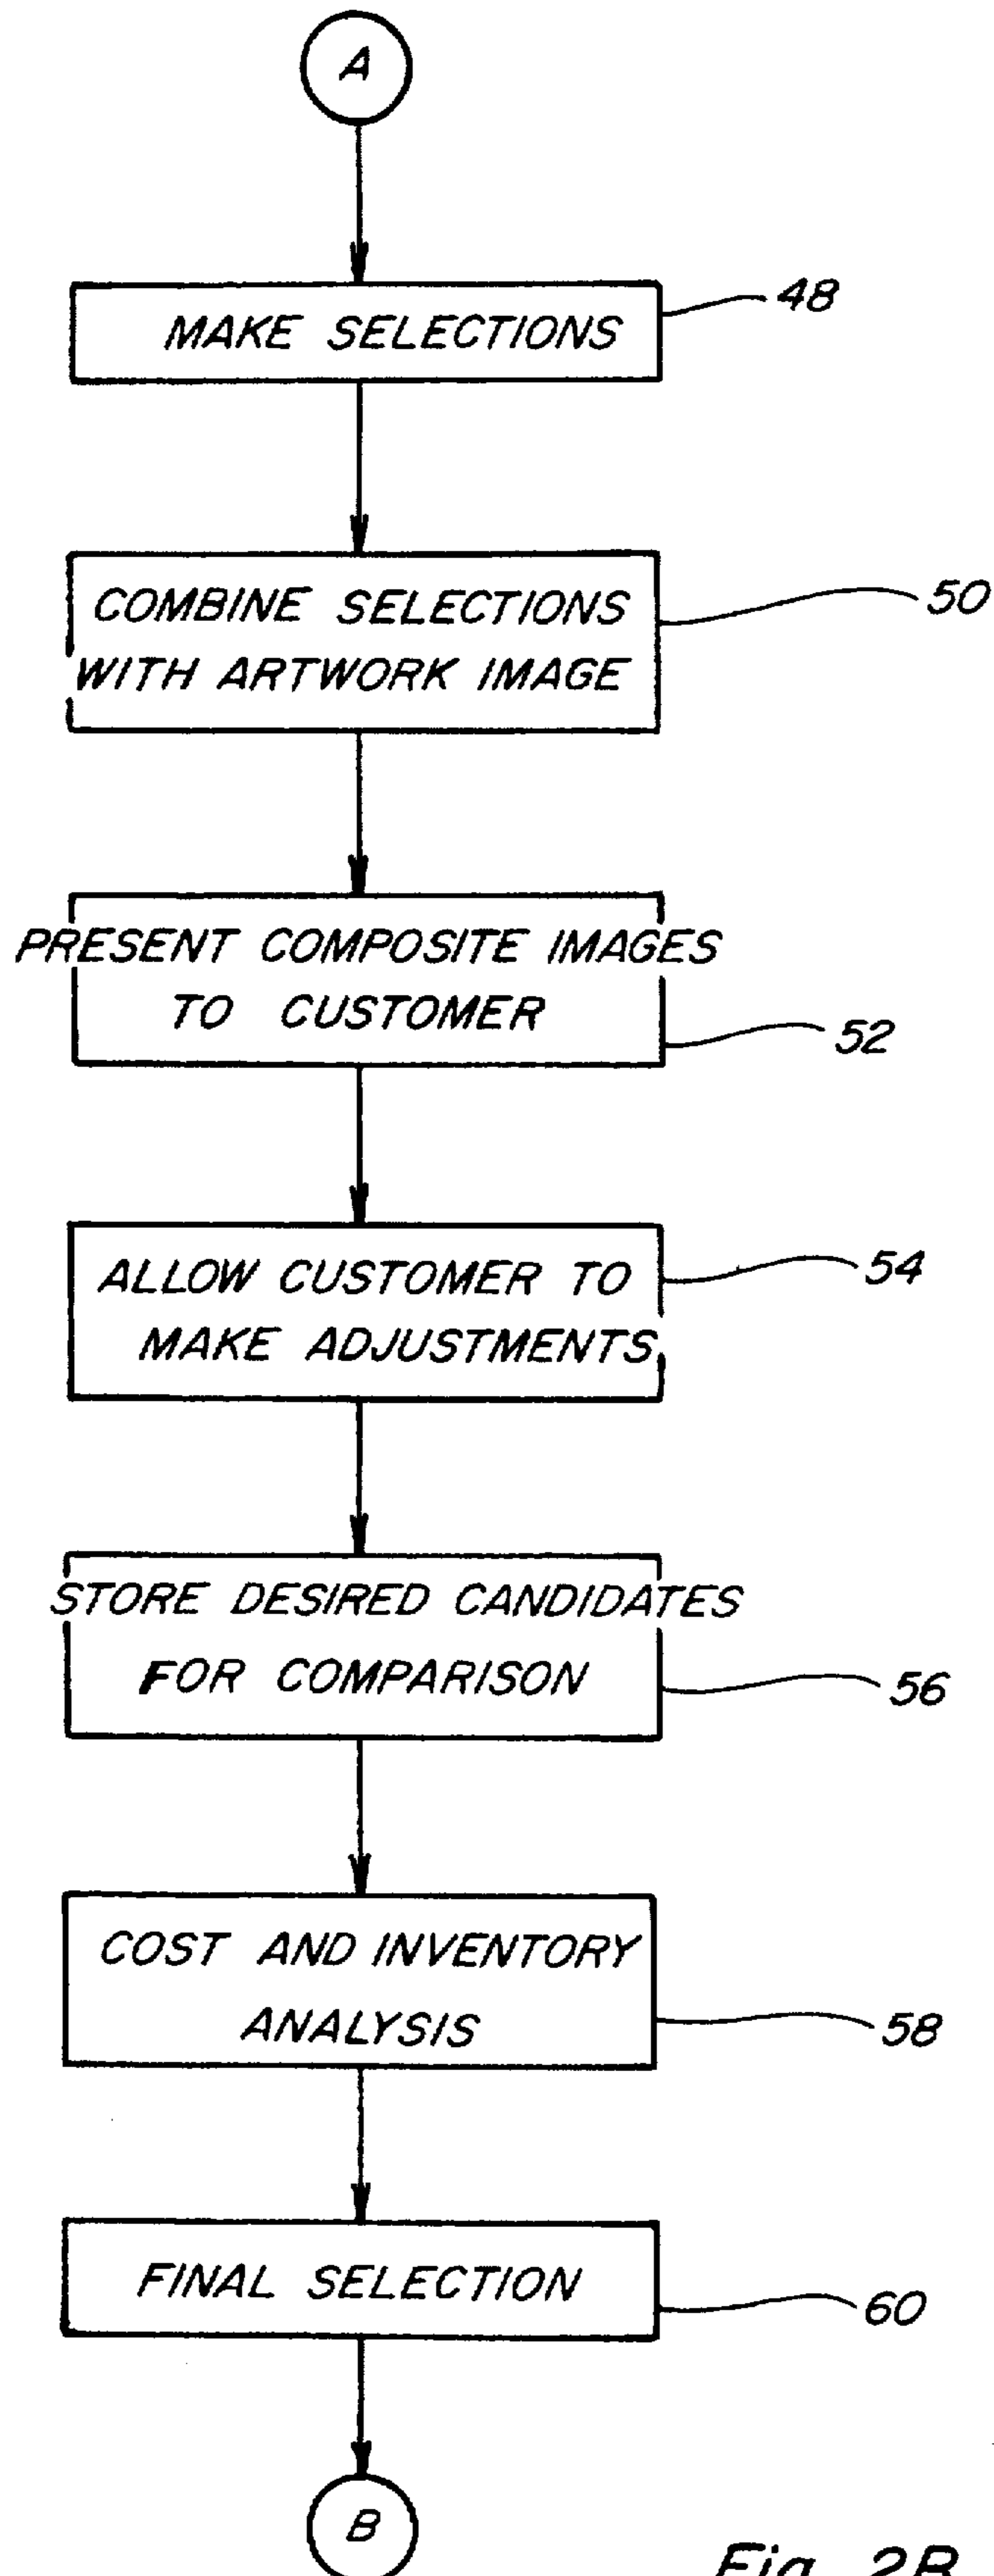 A
MAKE SELECTIONS
48
COMBINE SELECTIONS
WITH ARTWORK IMAGE
50
PRESENT COMPOSITE IMAGES
TO CUSTOMER
52
ALLOW CUSTOMER TO
MAKE ADJUSTMENTS
54
STORE DESIRED CANDIDATES
FOR COMPARISON
56
COST AND INVENTORY
ANALYSIS
58
FINAL SELECTION
60
B
Fig. 2B